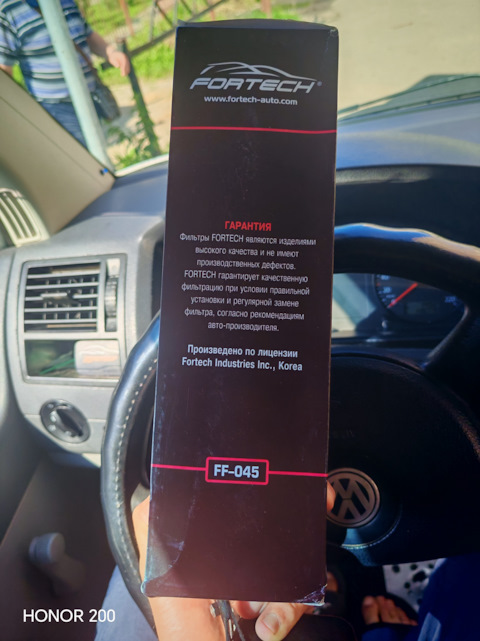 FORTECH®
www.fortech-auto.com
ГАРАНТИЯ
Фильтры FORTECH являются изделиями
высокого качества и не имеют
производственных дефектов.
FORTECH гарантирует качественную
фильтрацию при условии правильной
установки и регулярной замене
фильтра, согласно рекомендациям
авто-производителя.
Произведено по лицензии
Fortech Industries Inc., Korea
FF-045
HONOR 200